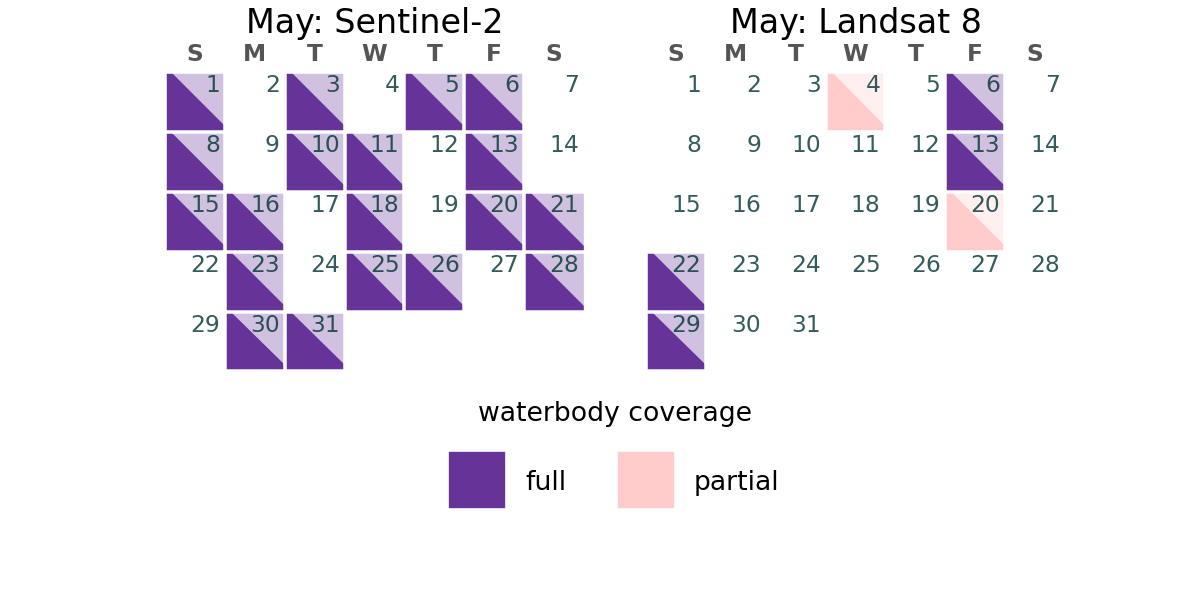 May: Sentinel-2
S M T W T F S
1 2 3 4 5 6 7
8 9 10 11 12 13 14
15 16 17 18 19 20 21
22 23 24 25 26 27 28
29 30 31
May: Landsat 8
S M T W T F S
1 2 3 4 5 6 7
8 9 10 11 12 13 14
15 16 17 18 19 20 21
22 23 24 25 26 27 28
29 30 31
waterbody coverage
full partial